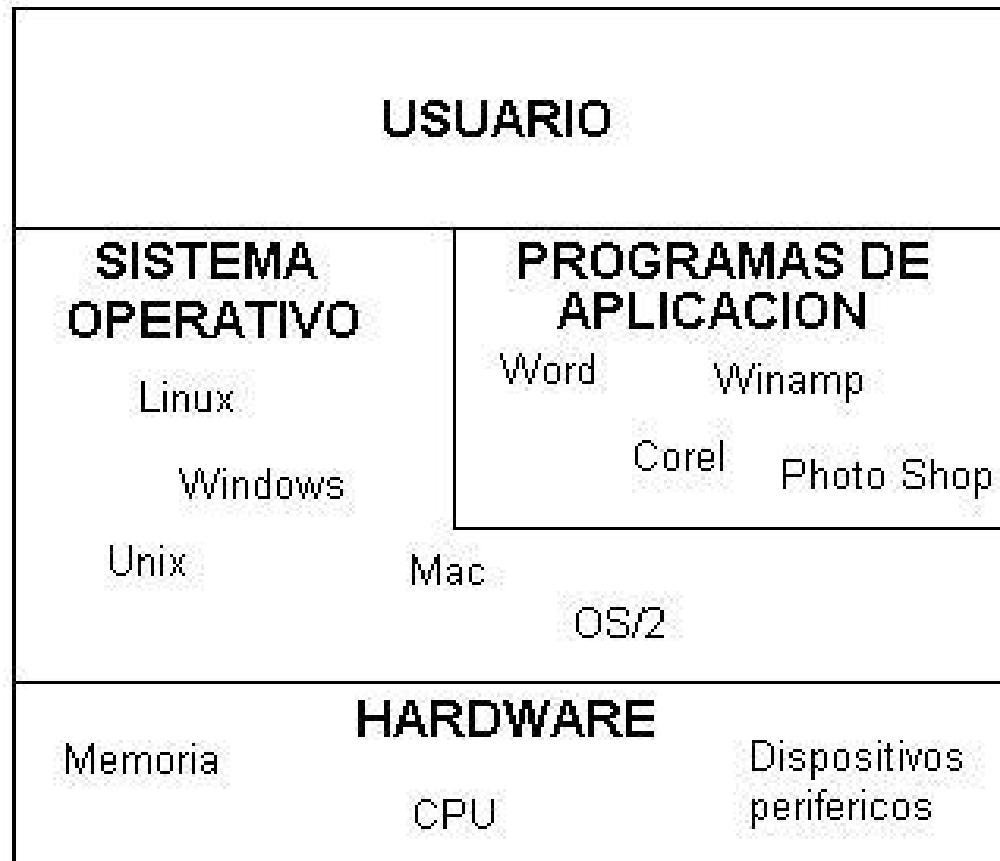 USUARIO
SISTEMA
OPERATIVO
Linux
Windows
Unix
Mac
OS/2
PROGRAMAS DE
APLICACION
Word
Winamp
Corel
Photo Shop
HARDWARE
Memoria
CPU
Dispositivos
perifericos